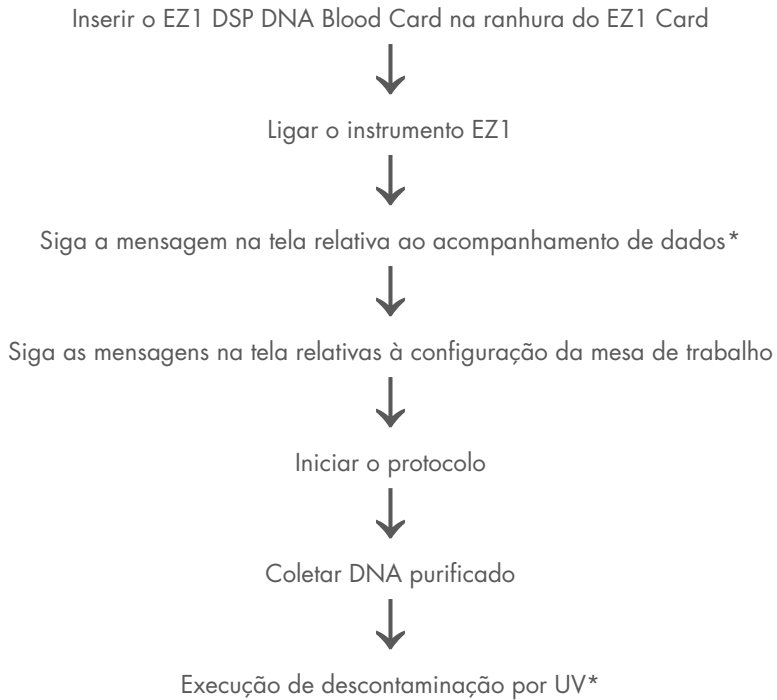 Inserir o EZ1 DSP DNA Blood Card na ranhura do EZ1 Card
Ligar o instrumento EZ1
Siga a mensagem na tela relativa ao acompanhamento de dados*
Siga as mensagens na tela relativas à configuração da mesa de trabalho
Iniciar o protocolo
Coletar DNA purificado
Execução de descontaminação por UV*